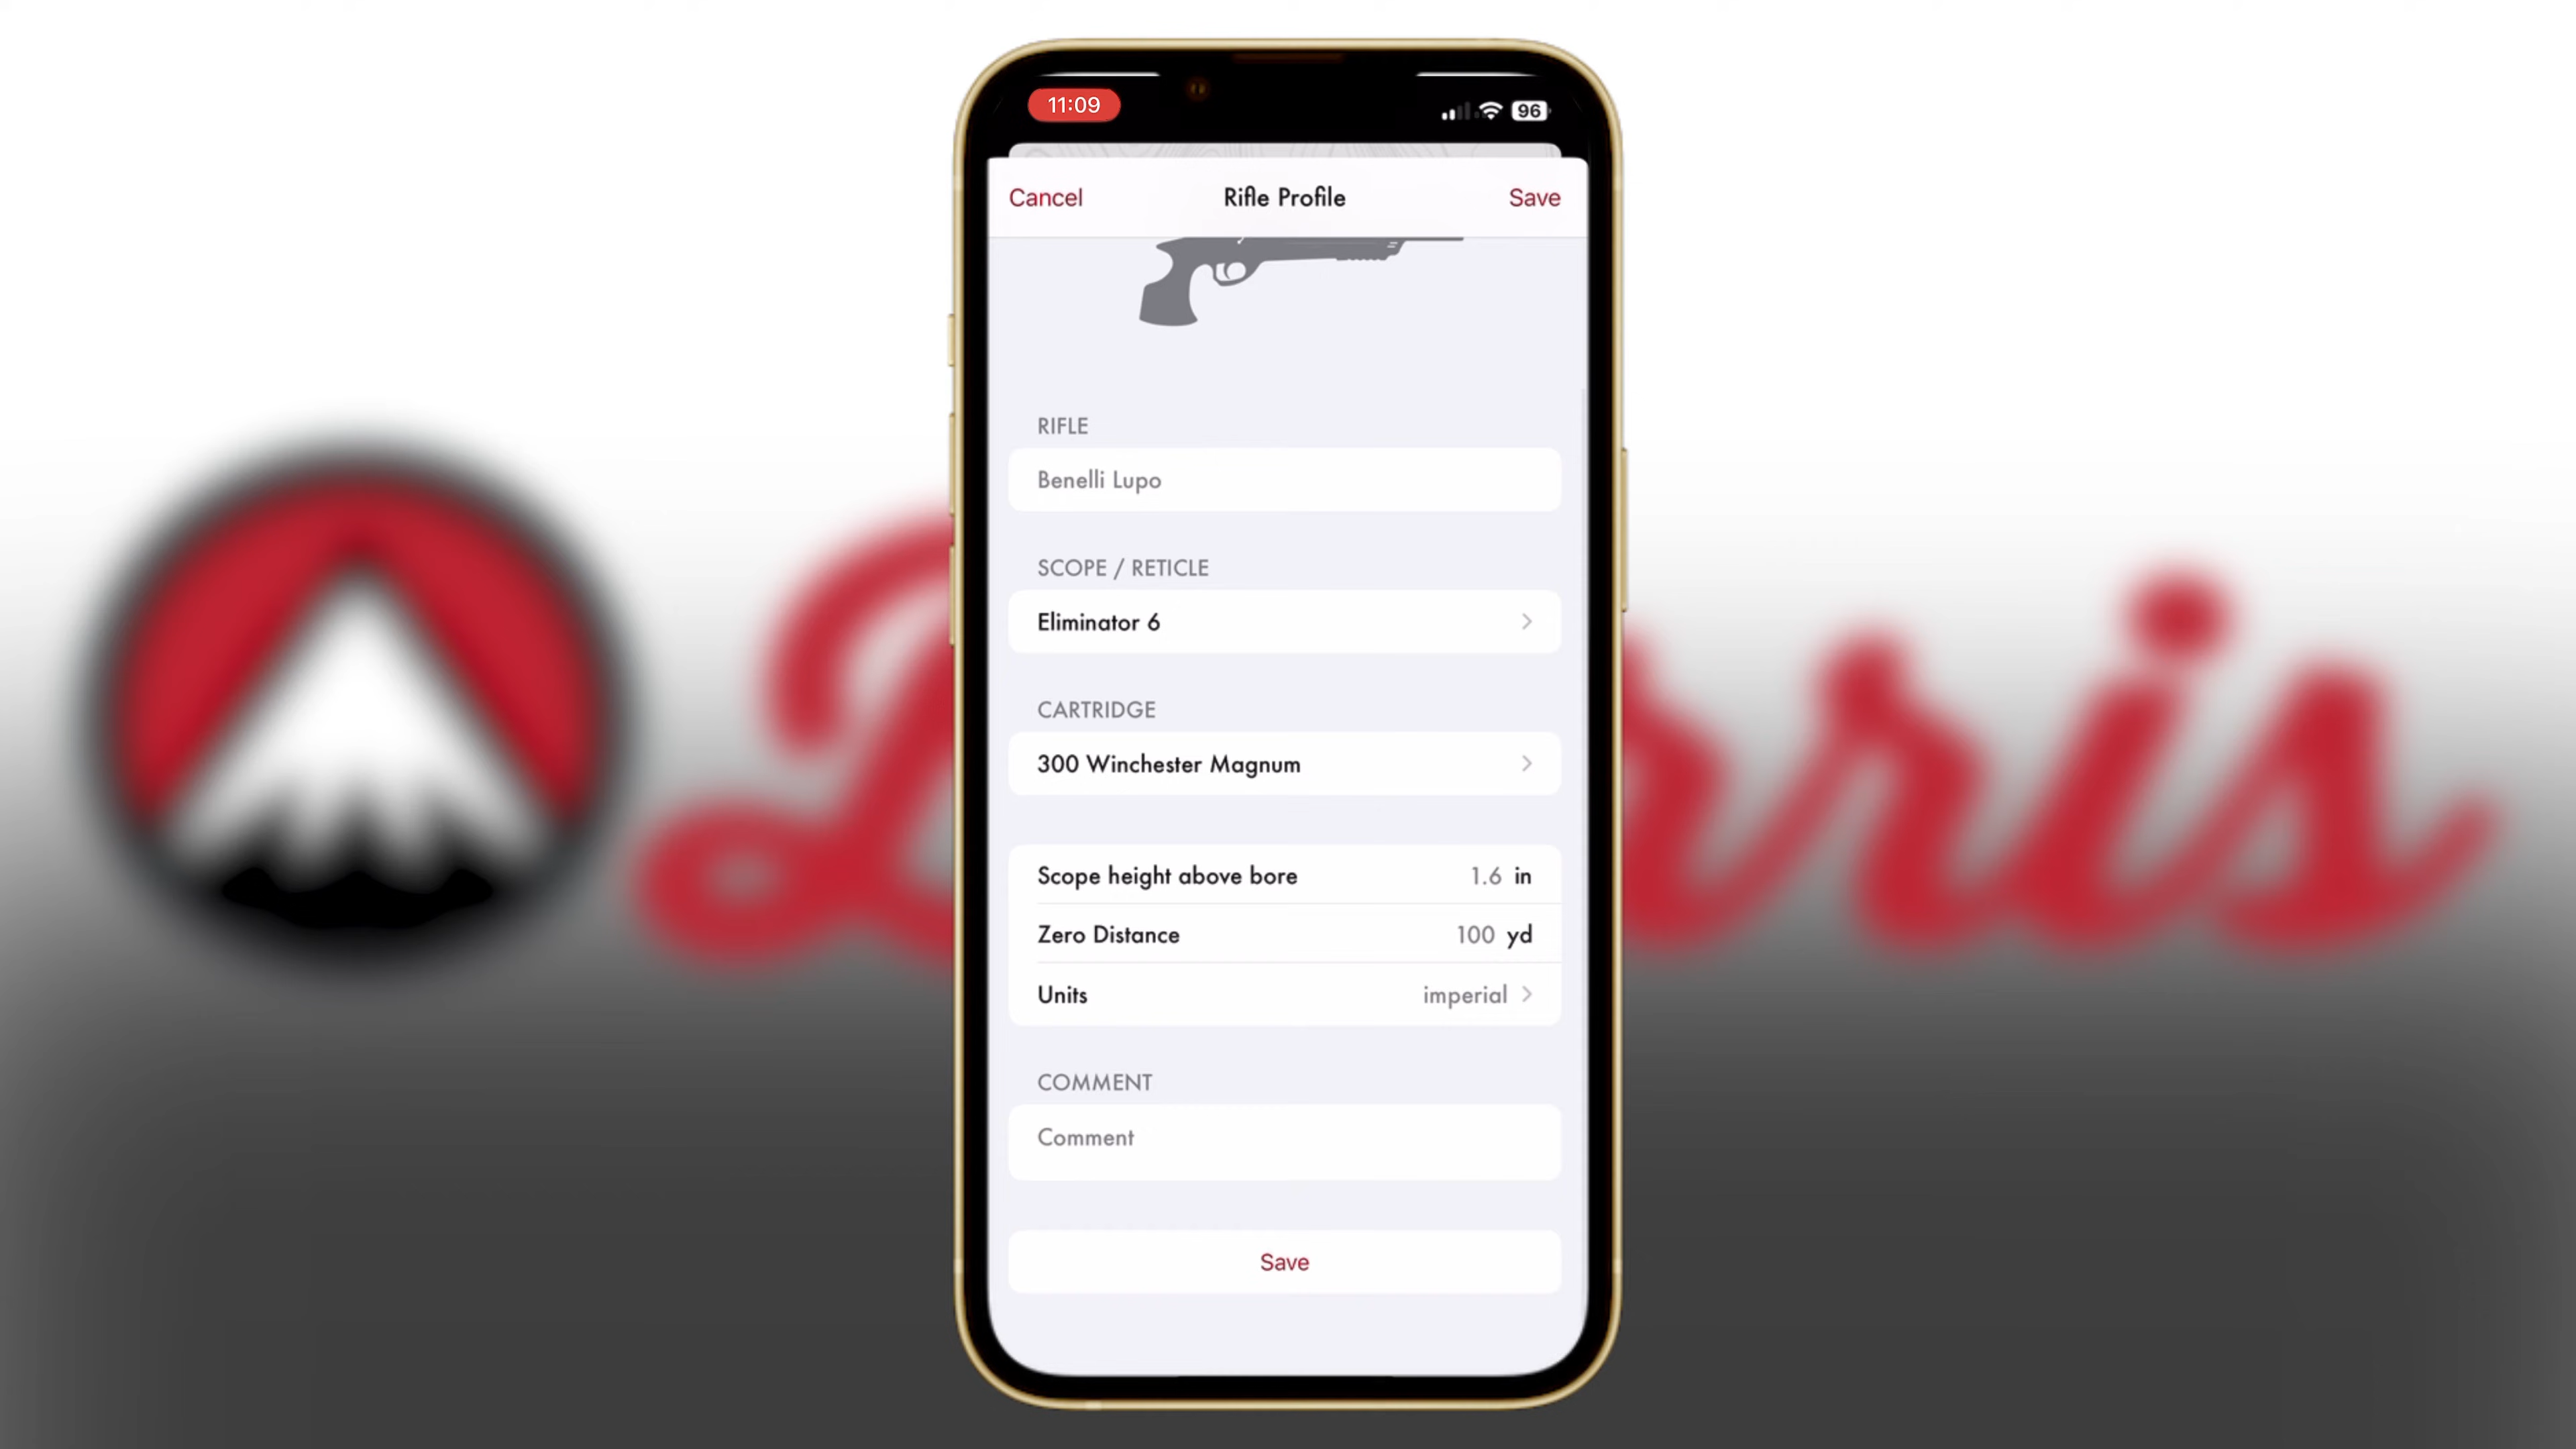 11:09
96
Cancel
Rifle Profile
Save
RIFLE
Benelli Lupo
SCOPE / RETICLE
Eliminator 6
CARTRIDGE
300 Winchester Magnum
Scope height above bore 1.6 in
Zero Distance 100 yd
Units imperial
COMMENT
Comment
Save